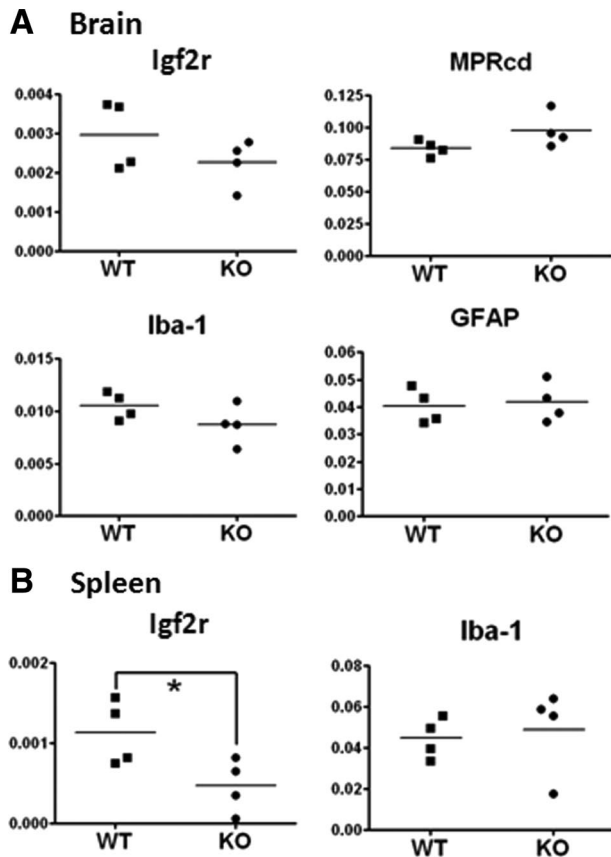 A Brain
Igf2r
0.004
0.003
0.002
0.001
0.000
WT KO
MPRcd
0.125
0.100
0.075
0.050
0.025
0.000
WT KO
Iba-1
0.015
0.010
0.005
0.000
WT KO
GFAP
0.06
0.05
0.04
0.03
0.02
0.01
0.00
WT KO
B Spleen
Igf2r
0.002
0.001
0.000
*
WT KO
Iba-1
0.08
0.06
0.04
0.02
0.00
WT KO